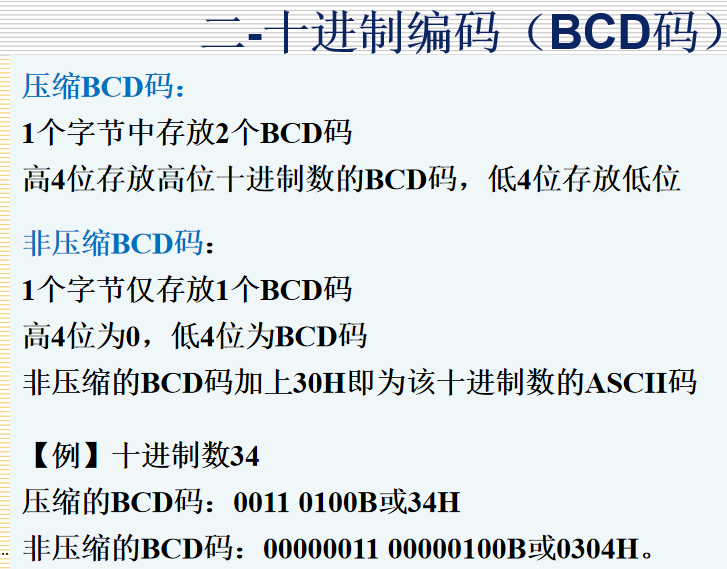 二-十进制编码（BCD码）
压缩BCD码：
1个字节中存放2个BCD码
高4位存放高位十进制数的BCD码，低4位存放低位
非压缩BCD码：
1个字节仅存放1个BCD码
高4位为0，低4位为BCD码
非压缩的BCD码加上30H即为该十进制数的ASCII码
【例】十进制数34
压缩的BCD码：0011 0100B或34H
非压缩的BCD码：00000011 00000100B或0304H。